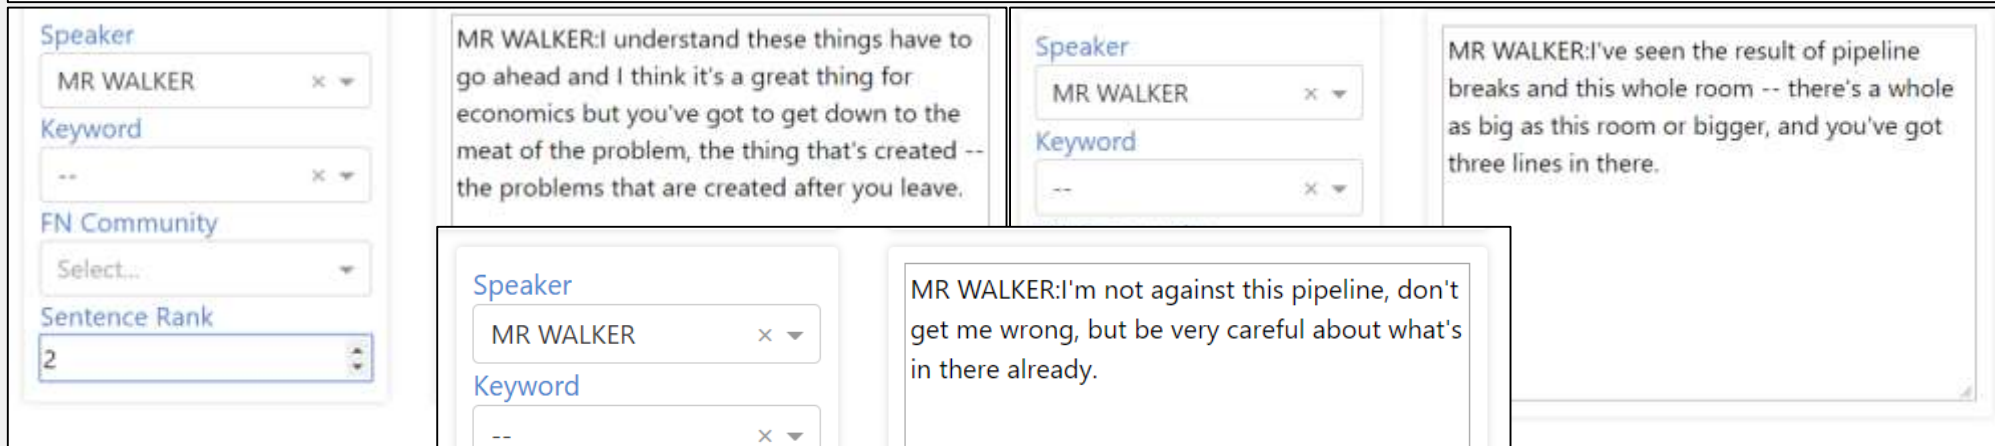 Speaker
MR WALKER
Keyword
--
FN Community
Select...
Sentence Rank
2
MR WALKER:I understand these things have to
go ahead and I think it's a great thing for
economics but you've got to get down to the
meat of the problem, the thing that's created --
the problems that are created after you leave.
Speaker
MR WALKER
Keyword
--
MR WALKER:I've seen the result of pipeline
breaks and this whole room -- there's a whole
as big as this room or bigger, and you've got
three lines in there.
Speaker
MR WALKER
Keyword
--
MR WALKER:I'm not against this pipeline, don't
get me wrong, but be very careful about what's
in there already.